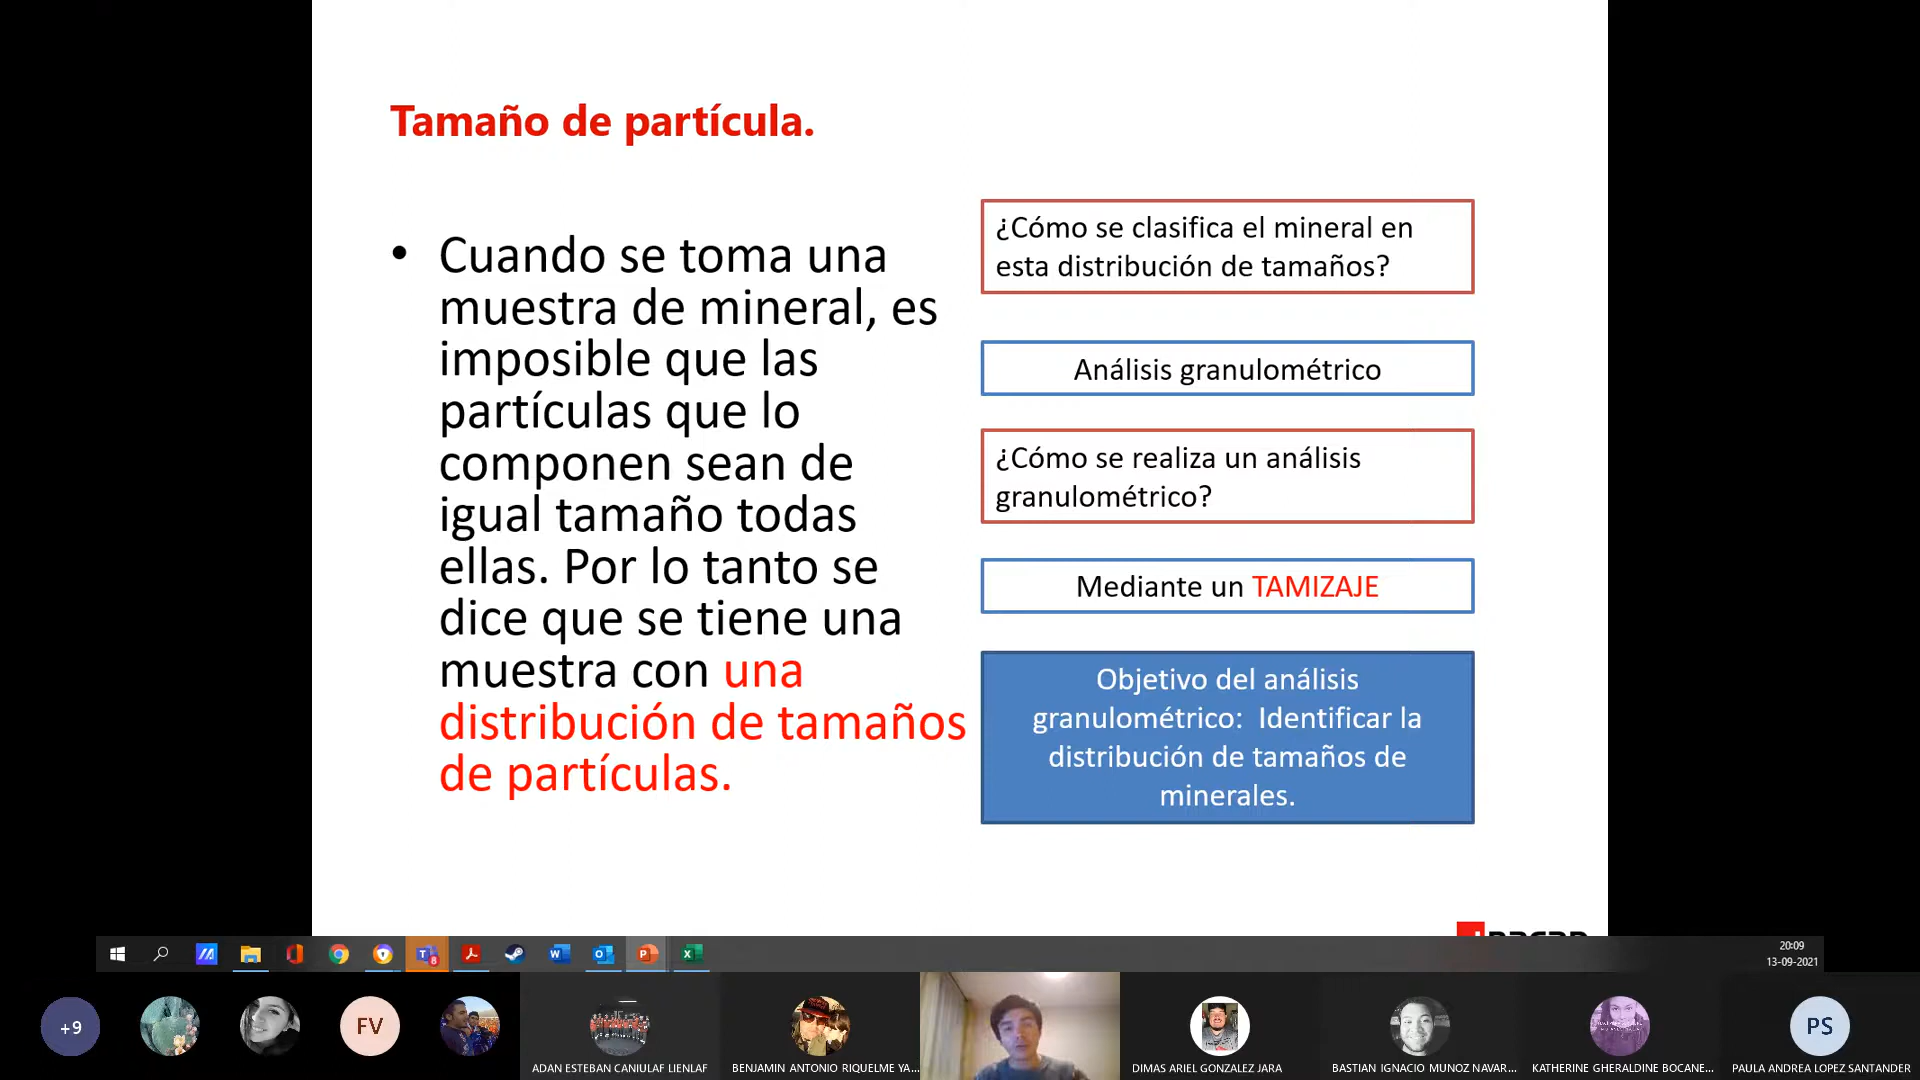 Tamaño de partícula.
• Cuando se toma una
muestra de mineral, es
imposible que las
partículas que lo
componen sean de
igual tamaño todas
ellas. Por lo tanto se
dice que se tiene una
muestra con una
distribución de tamaños
de partículas.
¿Cómo se clasifica el mineral en
esta distribución de tamaños?
Análisis granulométrico
¿Cómo se realiza un análisis
granulométrico?
Mediante un TAMIZAJE
Objetivo del análisis
granulométrico: Identificar la
distribución de tamaños de
minerales.
20:09
13-09-2021
+9
FV
PS
ADAN ESTEBAN CANIULAF LIENLAF
BENJAMIN ANTONIO RIQUELME YA...
DIMAS ARIEL GONZALEZ JARA
BASTIAN IGNACIO MUNOZ NAVAR...
KATHERINE GHERALDINE BOCANE...
PAULA ANDREA LOPEZ SANTANDER